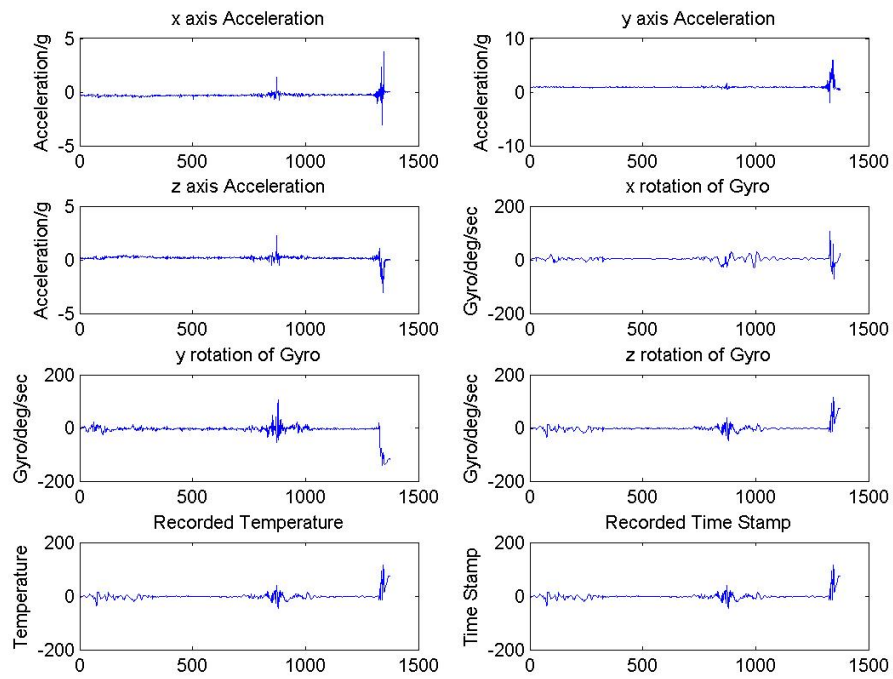 x axis Acceleration
Acceleration/g
5
0
-5
0 500 1000 1500
y axis Acceleration
Acceleration/g
10
0
-10
0 500 1000 1500
z axis Acceleration
Acceleration/g
5
0
-5
0 500 1000 1500
x rotation of Gyro
Gyro/deg/sec
200
0
-200
0 500 1000 1500
y rotation of Gyro
Gyro/deg/sec
200
0
-200
0 500 1000 1500
z rotation of Gyro
Gyro/deg/sec
200
0
-200
0 500 1000 1500
Recorded Temperature
Temperature
200
0
-200
0 500 1000 1500
Recorded Time Stamp
Time Stamp
200
0
-200
0 500 1000 1500